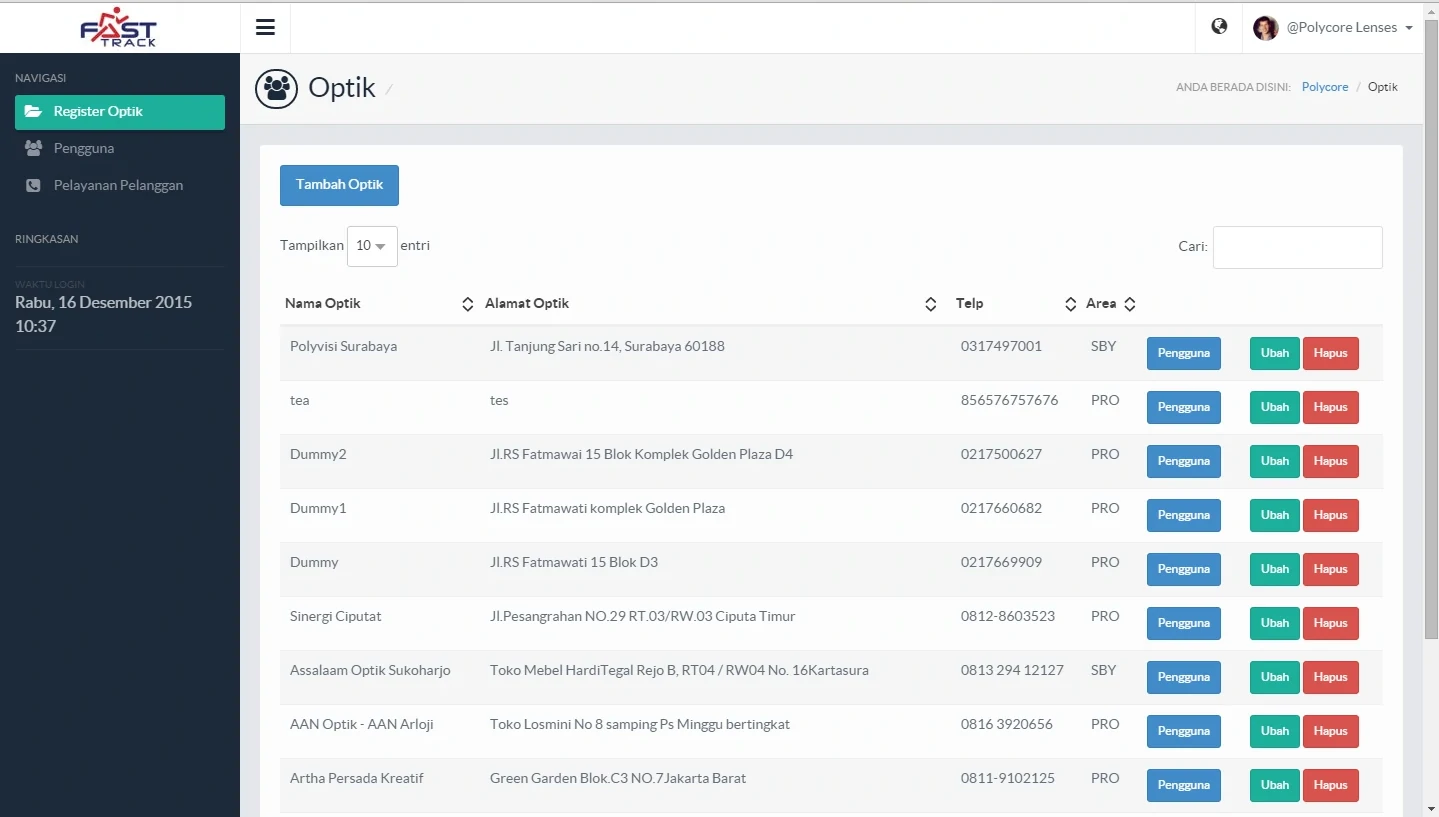 FAST
TRACK
@Polycore Lenses
NAVIGASI
Register Optik
Pengguna
Pelayanan Pelanggan
RINGKASAN
WAKTU LOGIN
Rabu, 16 Desember 2015
10:37
Optik /
ANDA BERADA DISINI: Polycore / Optik
Tambah Optik
Tampilkan 10 entri
Cari:
Nama Optik Alamat Optik Telp Area
Polyvisi Surabaya Jl. Tanjung Sari no.14, Surabaya 60188 0317497001 SBY Pengguna Ubah Hapus
tea tes 856576757676 PRO Pengguna Ubah Hapus
Dummy2 Jl.RS Fatmawai 15 Blok Komplek Golden Plaza D4 0217500627 PRO Pengguna Ubah Hapus
Dummy1 Jl.RS Fatmawati komplek Golden Plaza 0217660682 PRO Pengguna Ubah Hapus
Dummy Jl.RS Fatmawati 15 Blok D3 0217669909 PRO Pengguna Ubah Hapus
Sinergi Ciputat Jl.Pesangrahan NO.29 RT.03/RW.03 Ciputa Timur 0812-8603523 PRO Pengguna Ubah Hapus
Assalaam Optik Sukoharjo Toko Mebel HardiTegal Rejo B, RT04 / RW04 No. 16Kartasura 0813 294 12127 SBY Pengguna Ubah Hapus
AAN Optik - AAN Arloji Toko Losmini No 8 samping Ps Minggu bertingkat 0816 3920656 PRO Pengguna Ubah Hapus
Artha Persada Kreatif Green Garden Blok.C3 NO.7Jakarta Barat 0811-9102125 PRO Pengguna Ubah Hapus